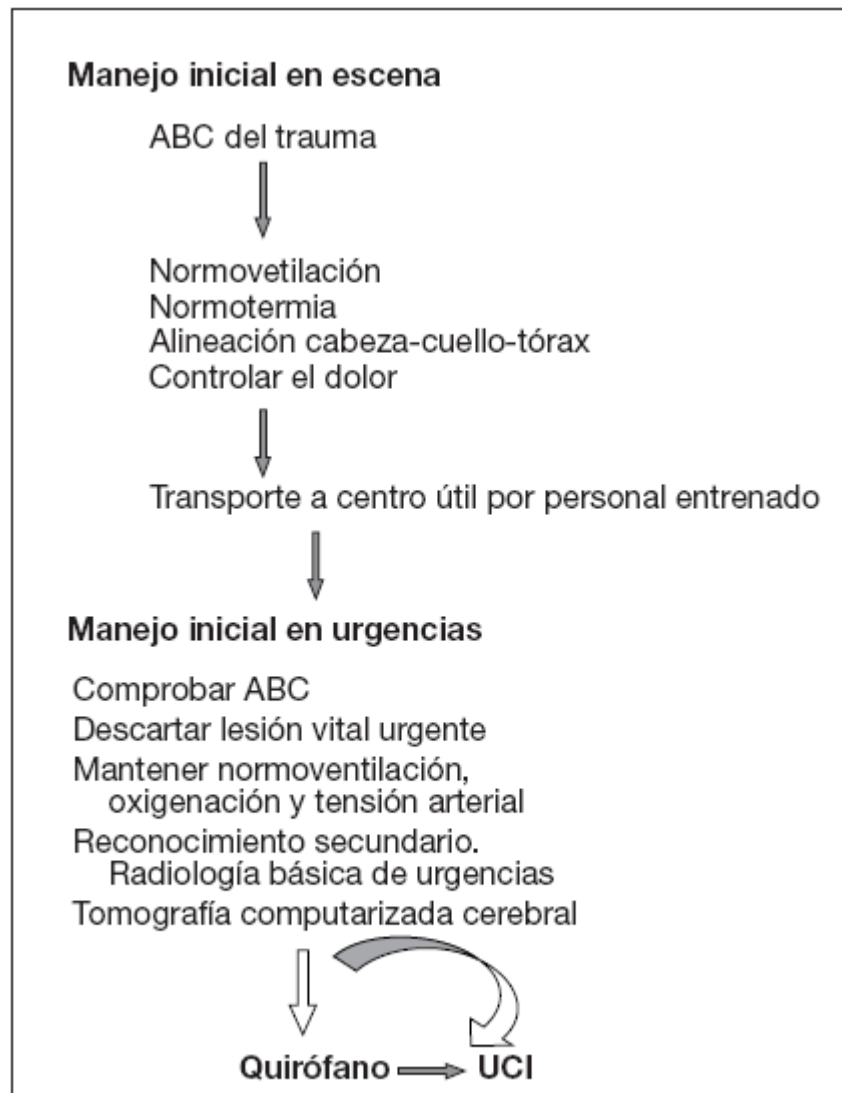 Manejo inicial en escena
ABC del trauma
Normovetilación
Normotermia
Alineación cabeza-cuello-tórax
Controlar el dolor
Transporte a centro útil por personal entrenado
Manejo inicial en urgencias
Comprobar ABC
Descartar lesión vital urgente
Mantener normoventilación,
oxigenación y tensión arterial
Reconocimiento secundario.
Radiología básica de urgencias
Tomografía computarizada cerebral
Quirófano UCI